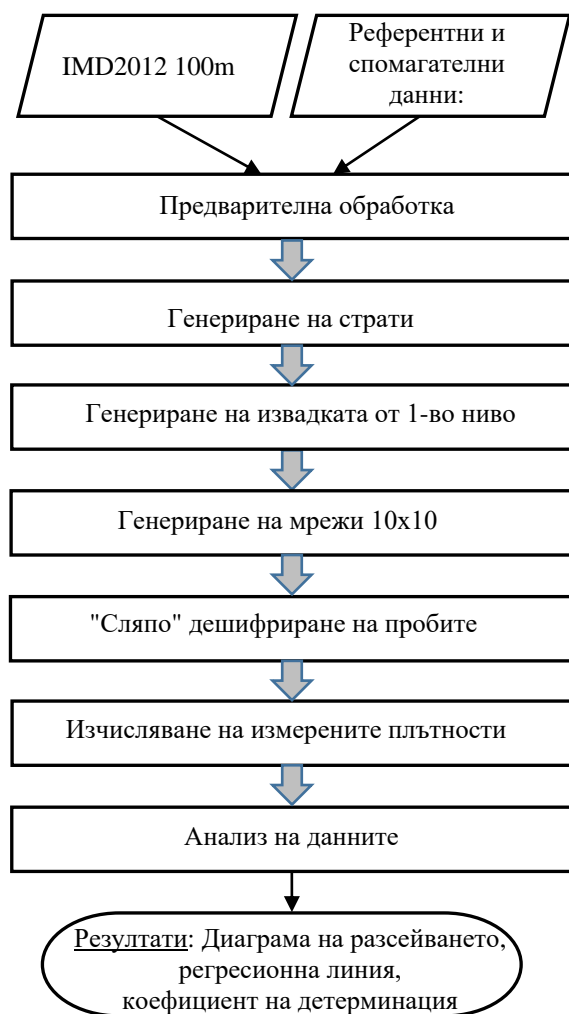 IMD2012 100m
Референтни и
спомагателни
данни:
Предварителна обработка
Генериране на страти
Генериране на извадката от 1-во ниво
Генериране на мрежи 10x10
"Сляпо" дешифриране на пробите
Изчисляване на измерените плътности
Анализ на данните
Резултати: Диаграма на разсейването,
регресионна линия,
коефициент на детерминация